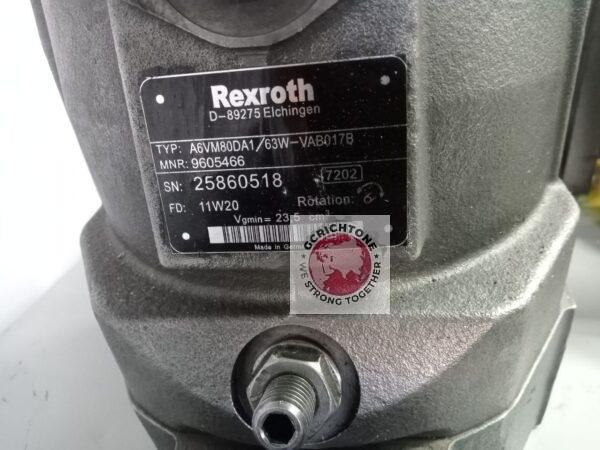 Rexroth
D-89275 Elchingen
TYP: A6VM80DA1/63W-VAB017B
MNR: 9605466
SN: 25860518 7202
FD: 11W20 Rotation:
Vgmin= 23,5 cm³
Made in Germany
GCRICHTONE
WE STRONG TOGETHER